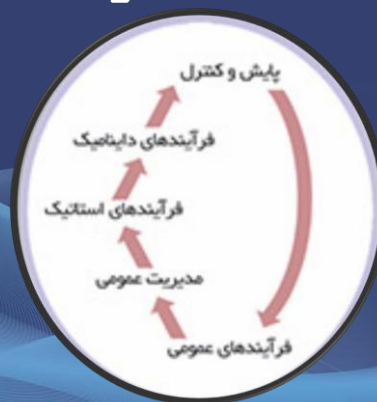 پایش و کنترل
فرآیندهای داینامیک
فرآیندهای استاتیک
مدیریت عمومی
فرآیندهای عمومی